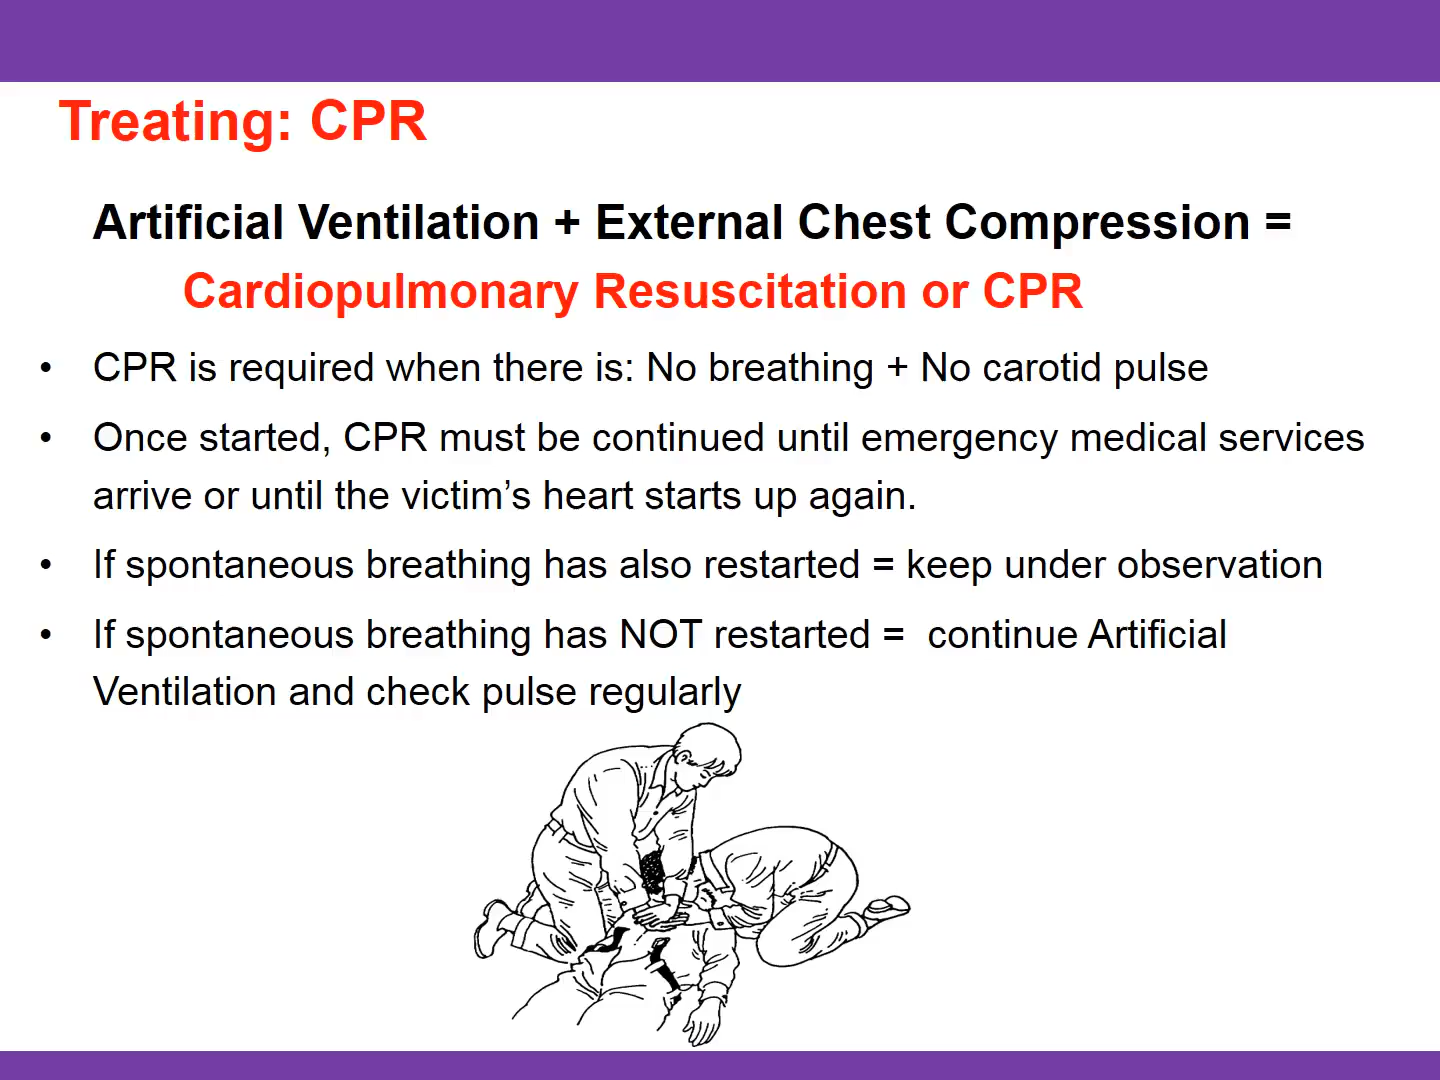 Treating: CPR
Artificial Ventilation + External Chest Compression =
Cardiopulmonary Resuscitation or CPR
• CPR is required when there is: No breathing + No carotid pulse
• Once started, CPR must be continued until emergency medical services
arrive or until the victim’s heart starts up again.
• If spontaneous breathing has also restarted = keep under observation
• If spontaneous breathing has NOT restarted = continue Artificial
Ventilation and check pulse regularly